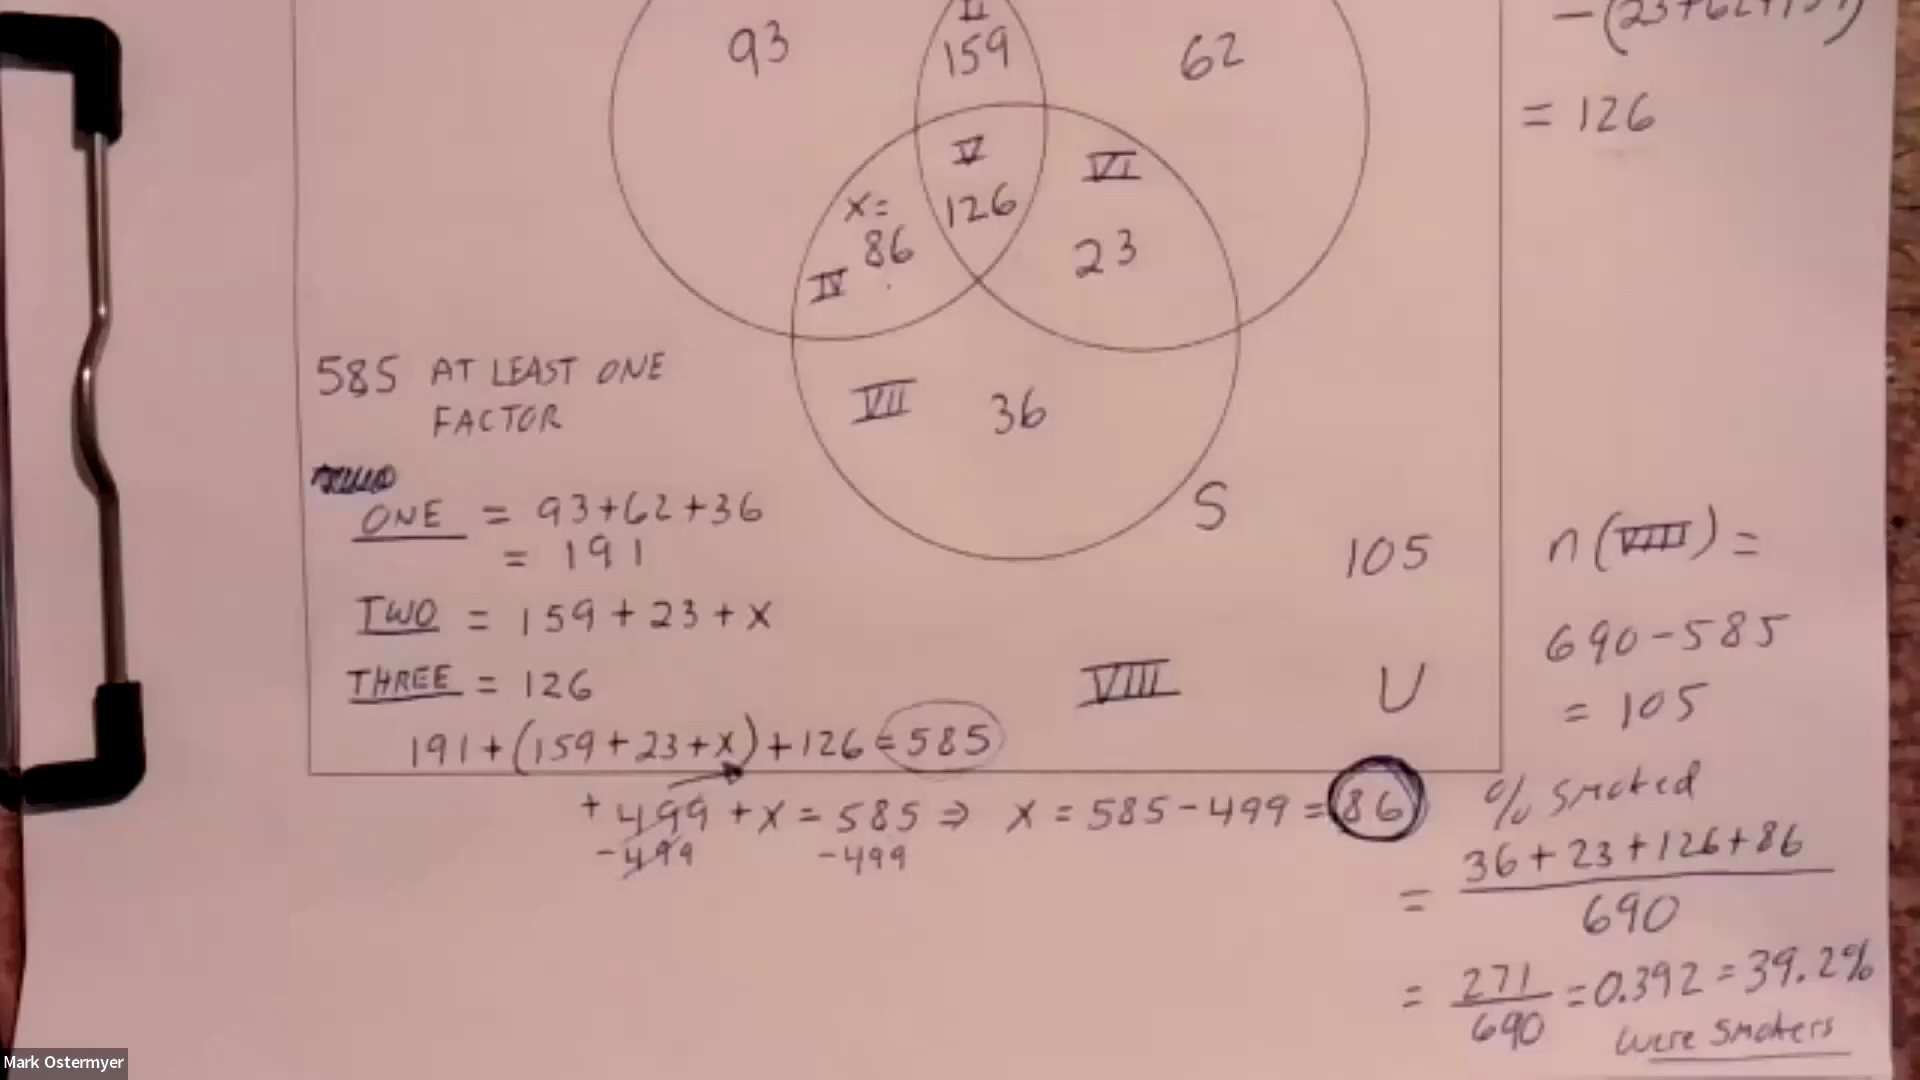 II
93
159
62
= 126
V
VI
x=
126
86
23
IV
585 AT LEAST ONE
FACTOR
VII
36
S
ONE = 93+62+36
= 191
105
n(VIII) =
TWO = 159+23+x
690-585
THREE = 126
VIII
U
= 105
191+(159+23+x)+126=585
+499+x=585⇒ x=585-499=86
-499 -499
% smoked
36+23+126+86
=
690
= 271 = 0.392 = 39.2%
690
were smokers
Mark Ostermyer